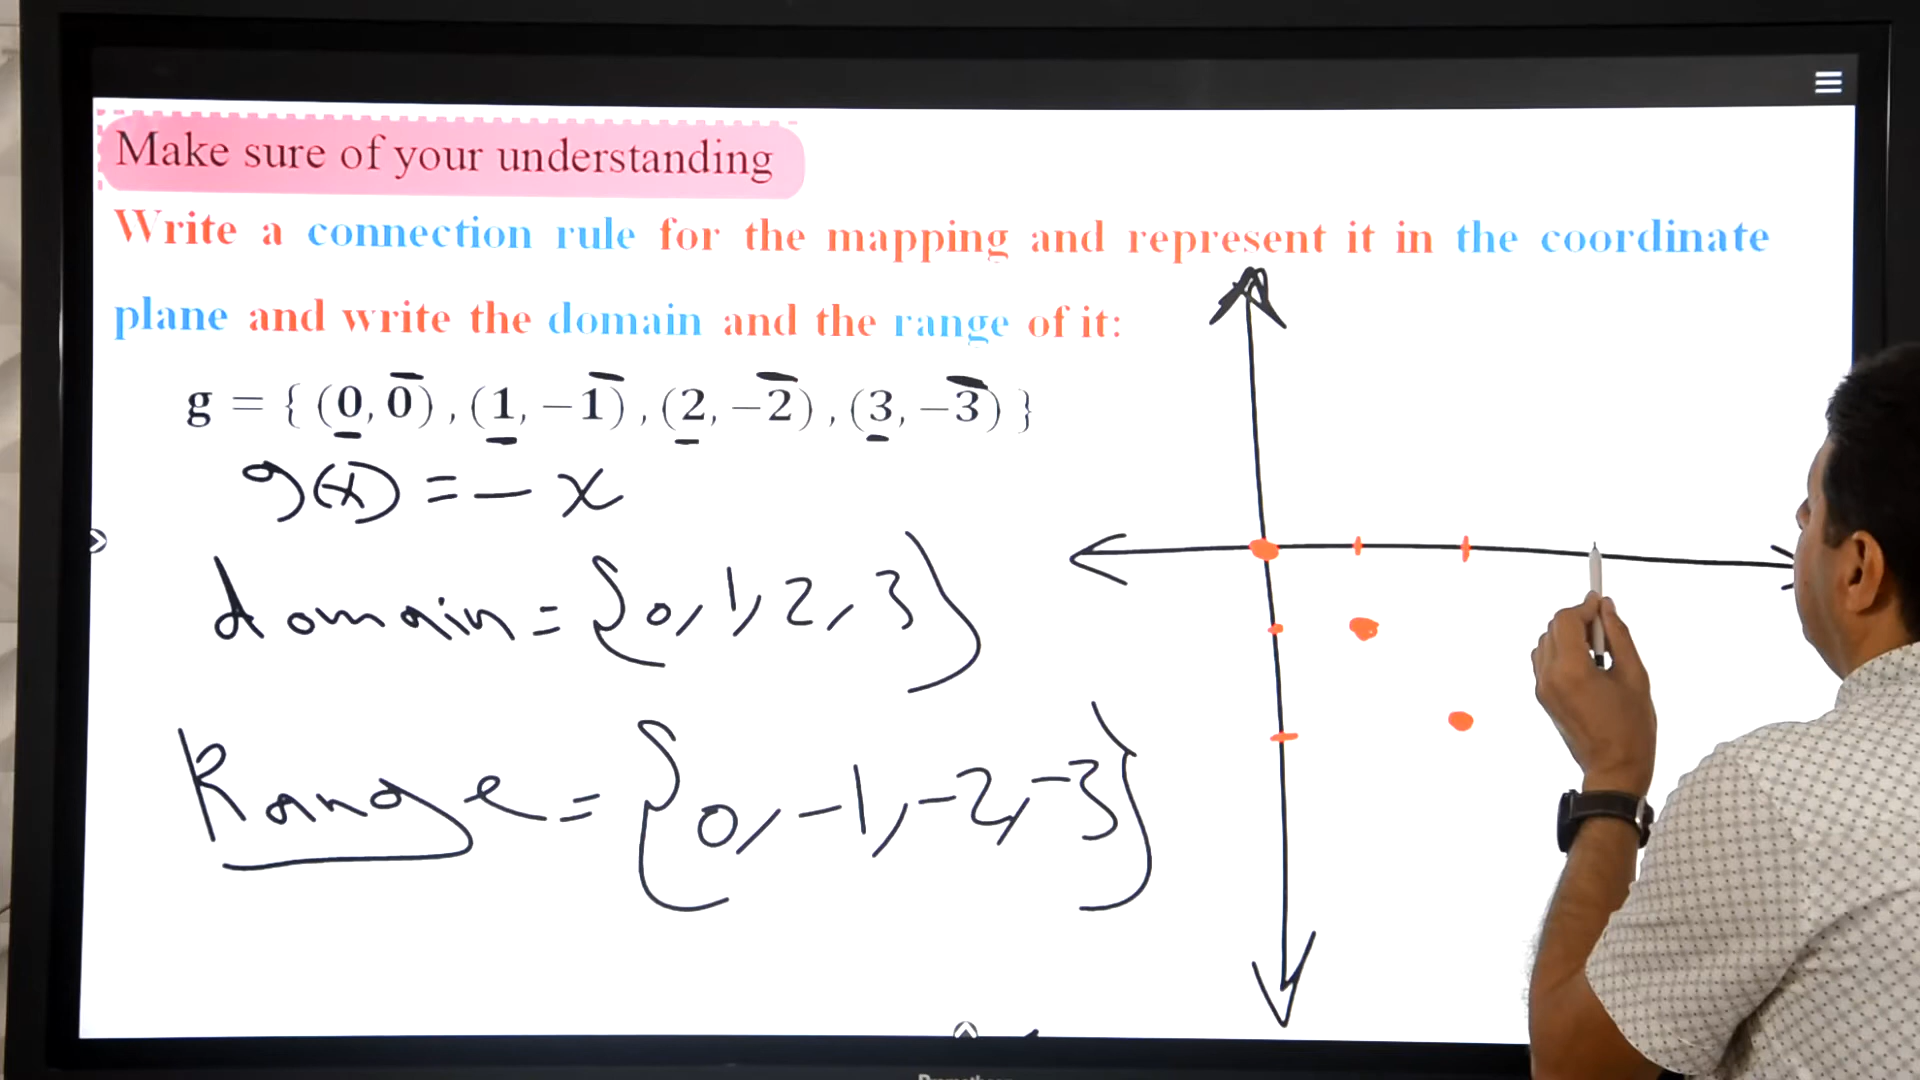 Make sure of your understanding
Write a connection rule for the mapping and represent it in the coordinate
plane and write the domain and the range of it:
g = { (0, 0) , (1, −1) , (2, −2) , (3, −3) }
g(x) = − x
domain = {0, 1, 2, 3}
Range = {0, −1, −2, −3}